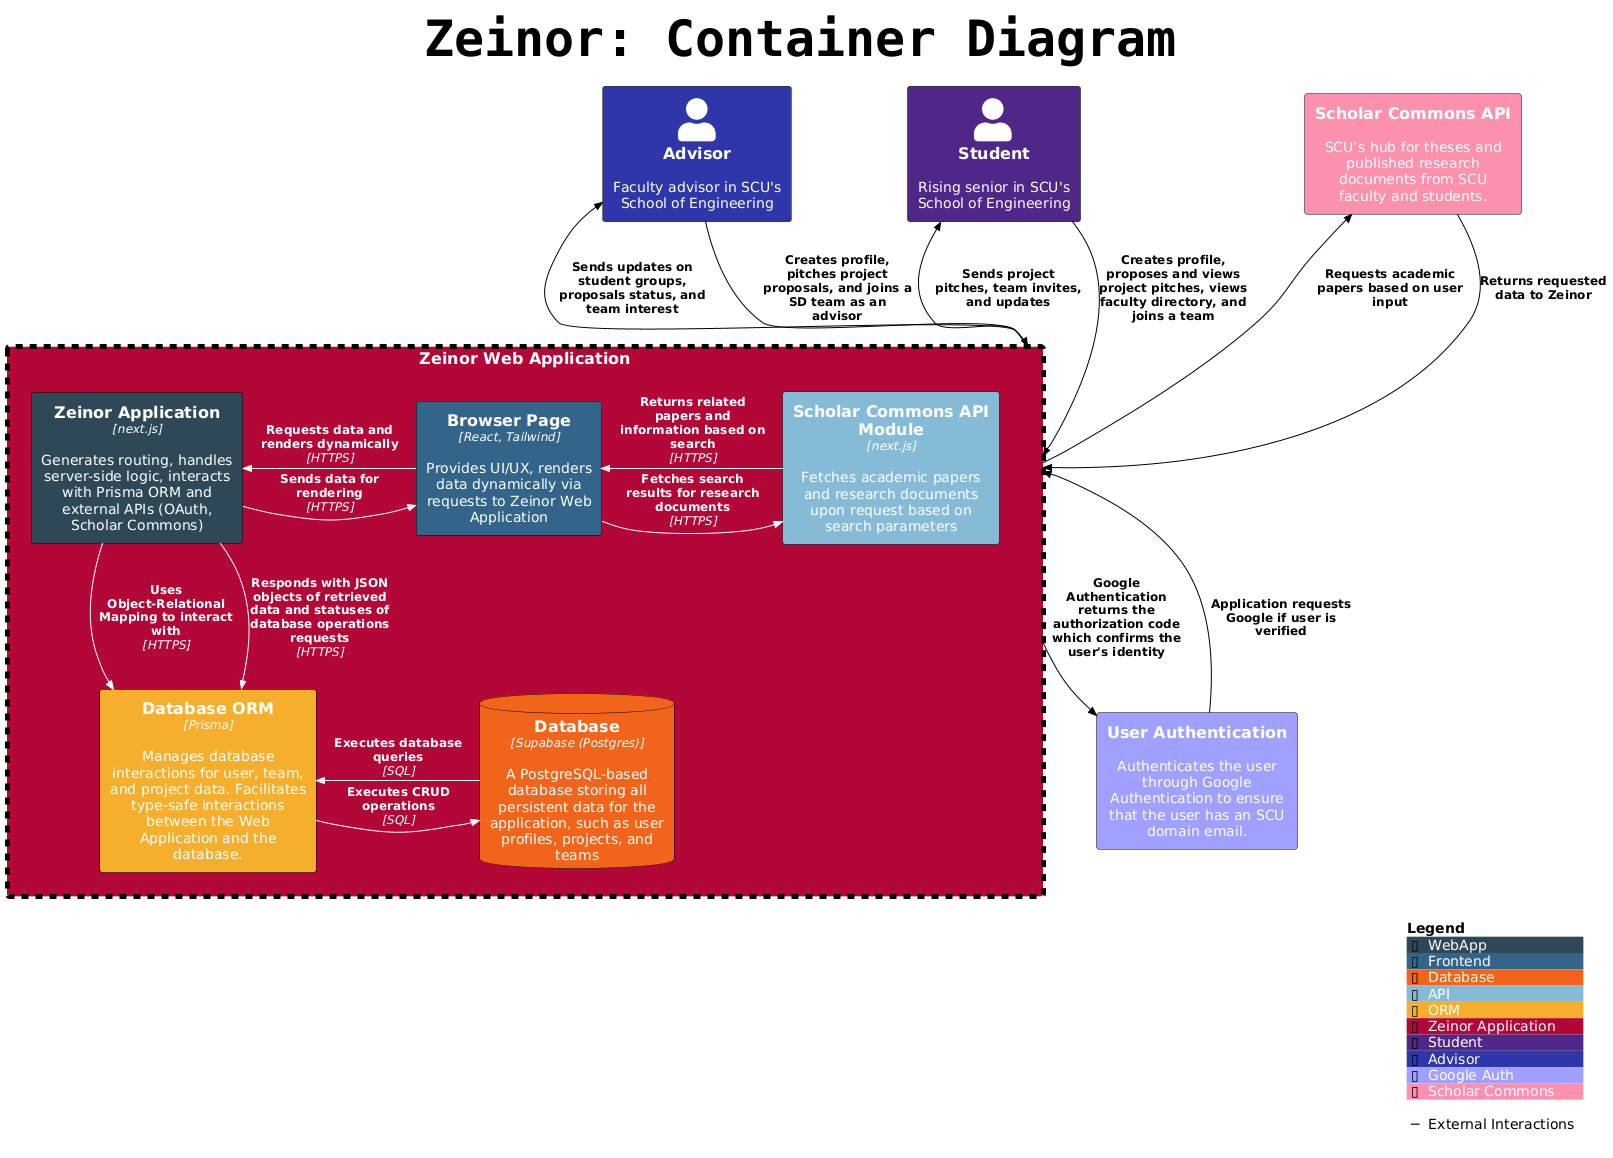 Zeinor: Container Diagram
Advisor
Faculty advisor in SCU's
School of Engineering
Student
Rising senior in SCU's
School of Engineering
Scholar Commons API
SCU's hub for theses and
published research
documents from SCU
faculty and students.
Sends updates on
student groups,
proposals status, and
team interest
Creates profile,
pitches project
proposals, and joins a
SD team as an
advisor
Sends project
pitches, team invites,
and updates
Creates profile,
proposes and views
project pitches, views
faculty directory, and
joins a team
Requests academic
papers based on user
input
Returns requested
data to Zeinor
Zeinor Web Application
Zeinor Application
[next.js]
Generates routing, handles
server-side logic, interacts
with Prisma ORM and
external APIs (OAuth,
Scholar Commons)
Requests data and
renders dynamically
[HTTPS]
Sends data for
rendering
[HTTPS]
Browser Page
[React, Tailwind]
Provides UI/UX, renders
data dynamically via
requests to Zeinor Web
Application
Returns related
papers and
information based on
search
[HTTPS]
Fetches search
results for research
documents
[HTTPS]
Scholar Commons API
Module
[next.js]
Fetches academic papers
and research documents
upon request based on
search parameters
Uses
Object-Relational
Mapping to interact
with
[HTTPS]
Responds with JSON
objects of retrieved
data and statuses of
database operations
requests
[HTTPS]
Google
Authentication
returns the
authorization code
which confirms the
user's identity
Application requests
Google if user is
verified
Database ORM
[Prisma]
Manages database
interactions for user, team,
and project data. Facilitates
type-safe interactions
between the Web
Application and the
database.
Executes database
queries
[SQL]
Executes CRUD
operations
[SQL]
Database
[Supabase (Postgres)]
A PostgreSQL-based
database storing all
persistent data for the
application, such as user
profiles, projects, and
teams
User Authentication
Authenticates the user
through Google
Authentication to ensure
that the user has an SCU
domain email.
Legend
WebApp
Frontend
Database
API
ORM
Zeinor Application
Student
Advisor
Google Auth
Scholar Commons
– External Interactions